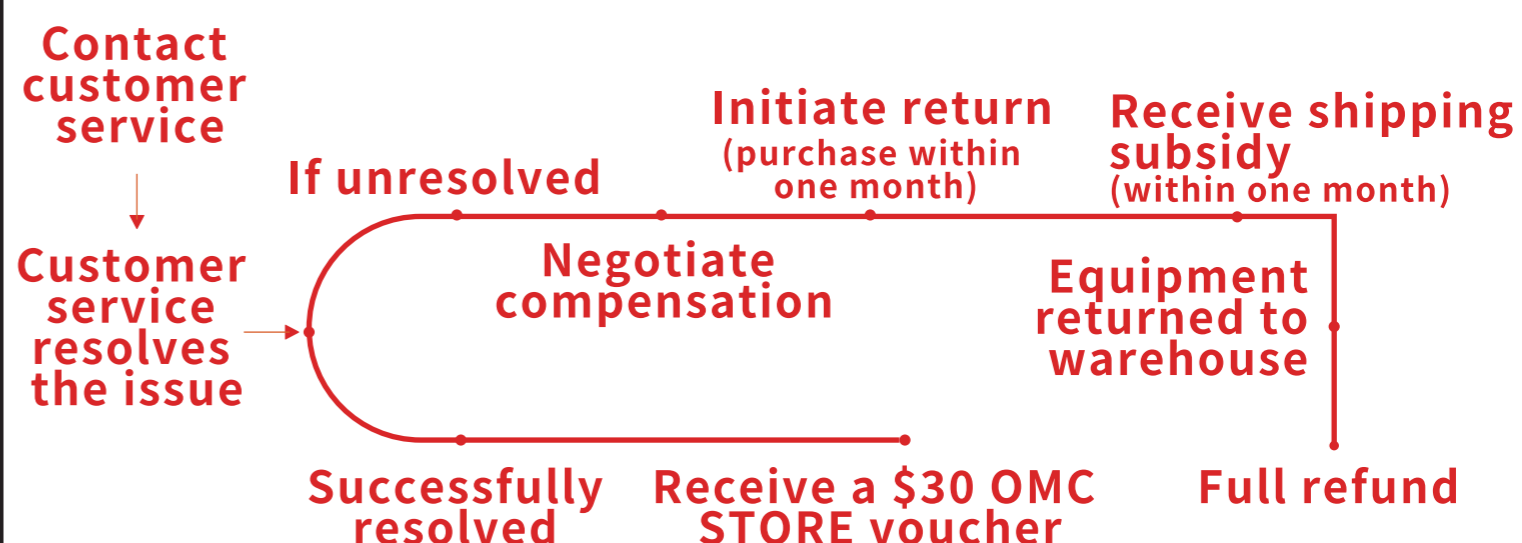 Contact
customer
service
Customer
service
resolves
the issue
If unresolved
Negotiate
compensation
Initiate return
(purchase within
one month)
Receive shipping
subsidy
(within one month)
Equipment
returned to
warehouse
Full refund
Successfully
resolved
Receive a $30 OMC
STORE voucher